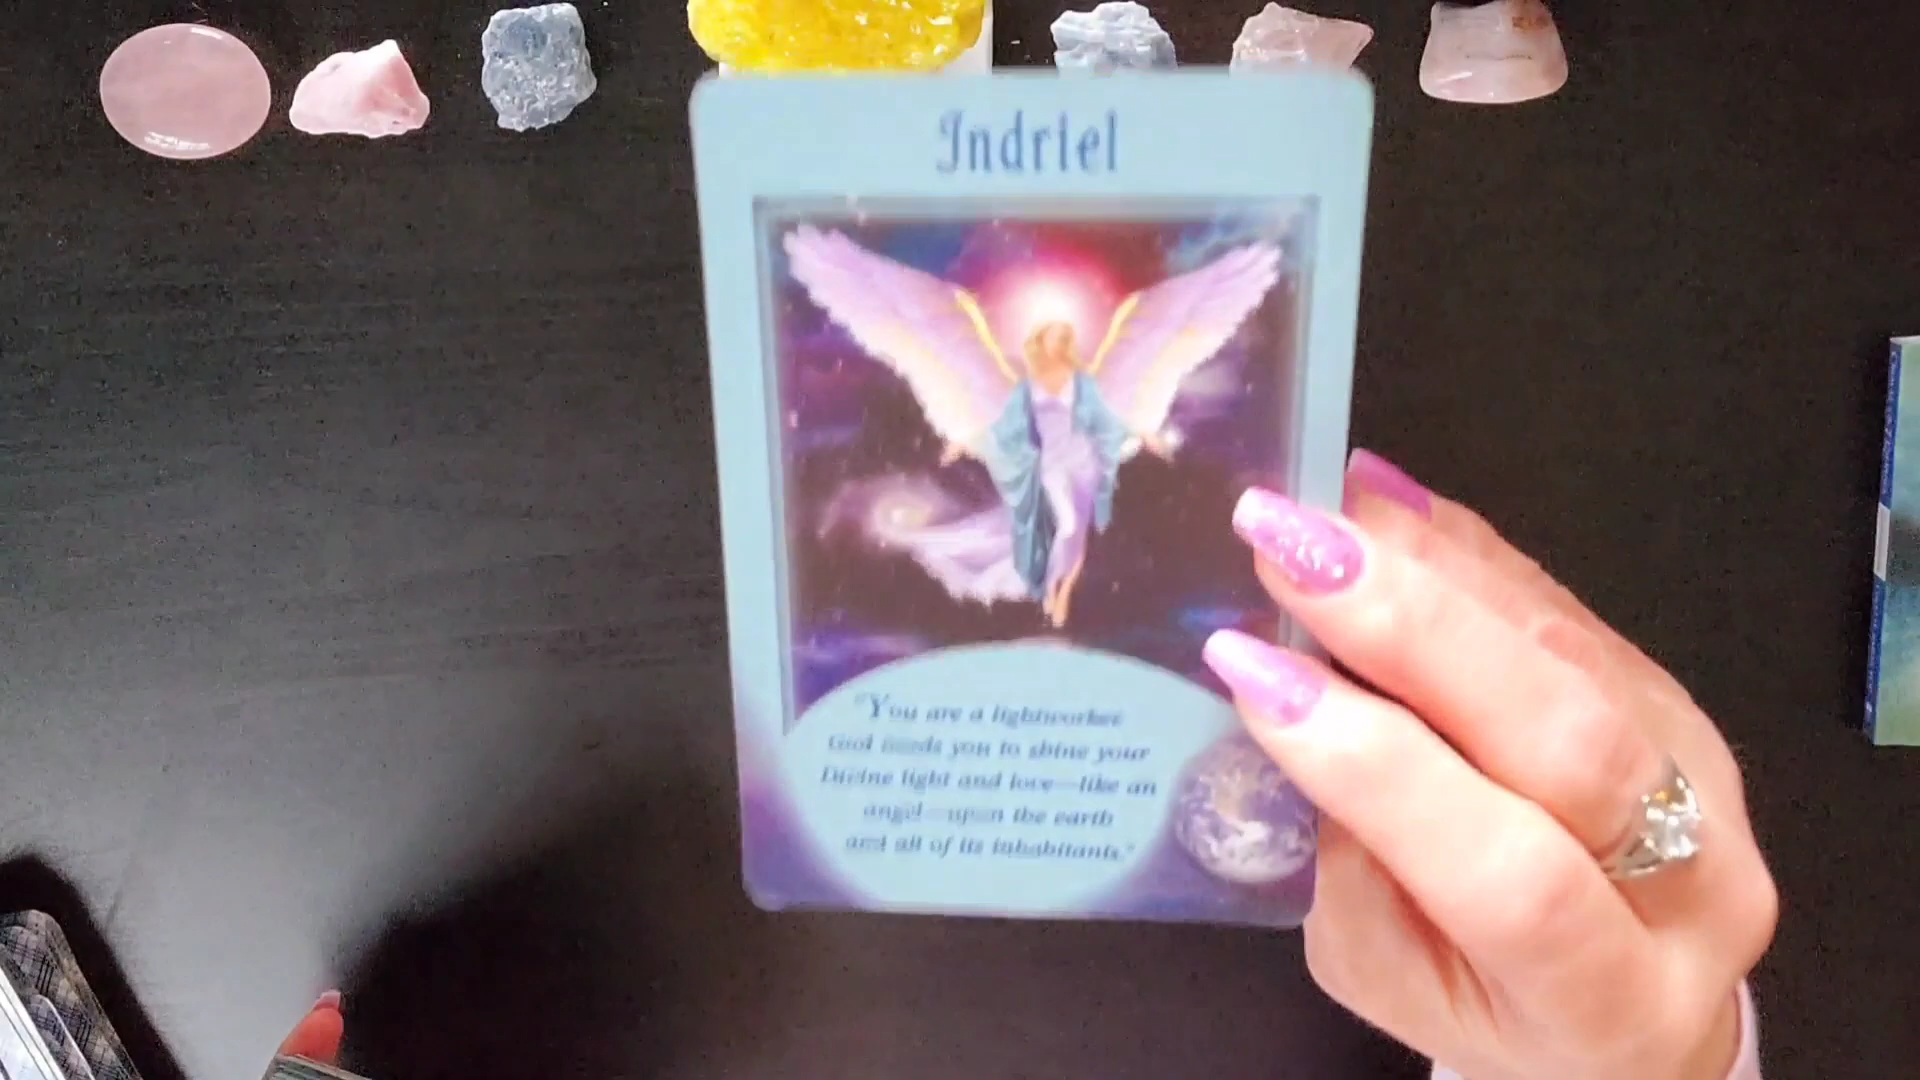 Indriel
"You are a lightworker
God needs you to shine your
Divine light and love—like an
angel—upon the earth
and all of its inhabitants."